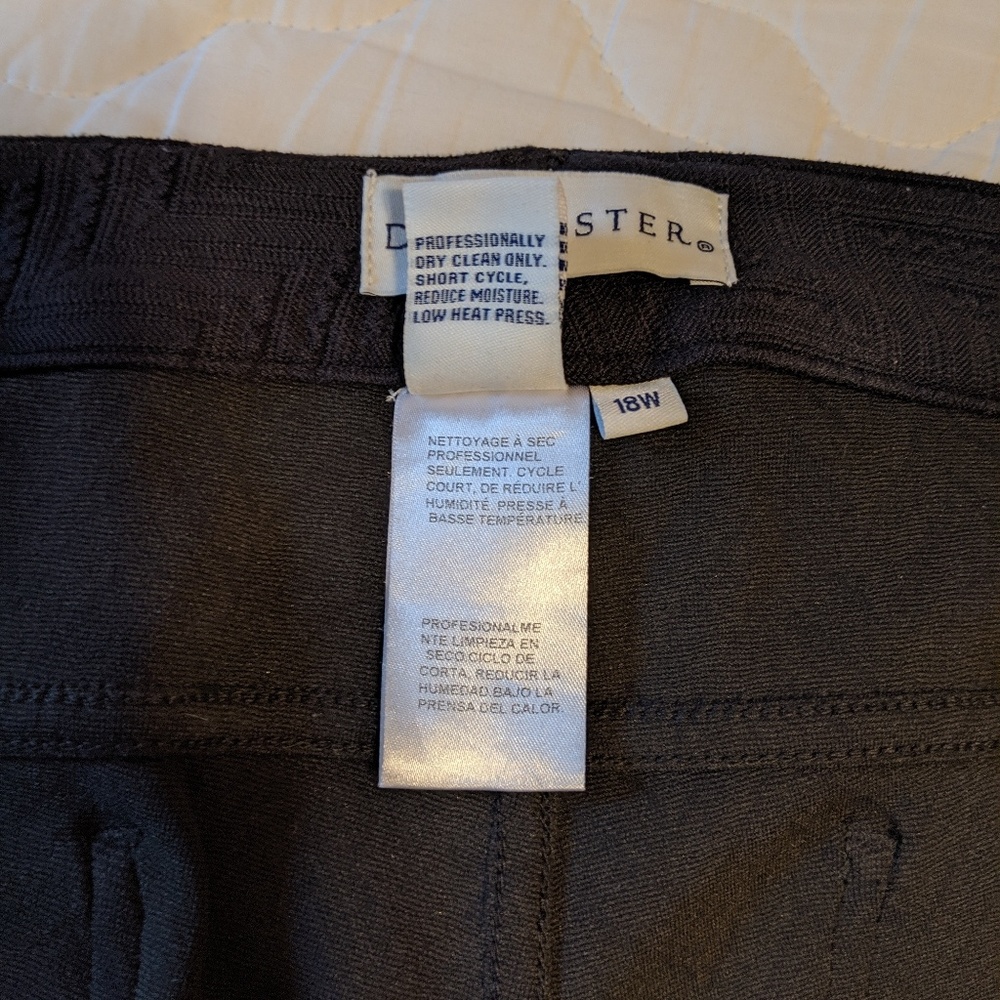 D STER®
PROFESSIONALLY
DRY CLEAN ONLY.
SHORT CYCLE,
REDUCE MOISTURE.
LOW HEAT PRESS.
18W
NETTOYAGE À SEC
PROFESSIONNEL
SEULEMENT. CYCLE
COURT, DE RÉDUIRE L'
HUMIDITÉ. PRESSE À
BASSE TEMPÉRATURE
PROFESIONALME
NTE LIMPIEZA EN
SECO.CICLO DE
CORTA, REDUCIR LA
HUMEDAD.BAJO LA
PRENSA DEL CALOR.